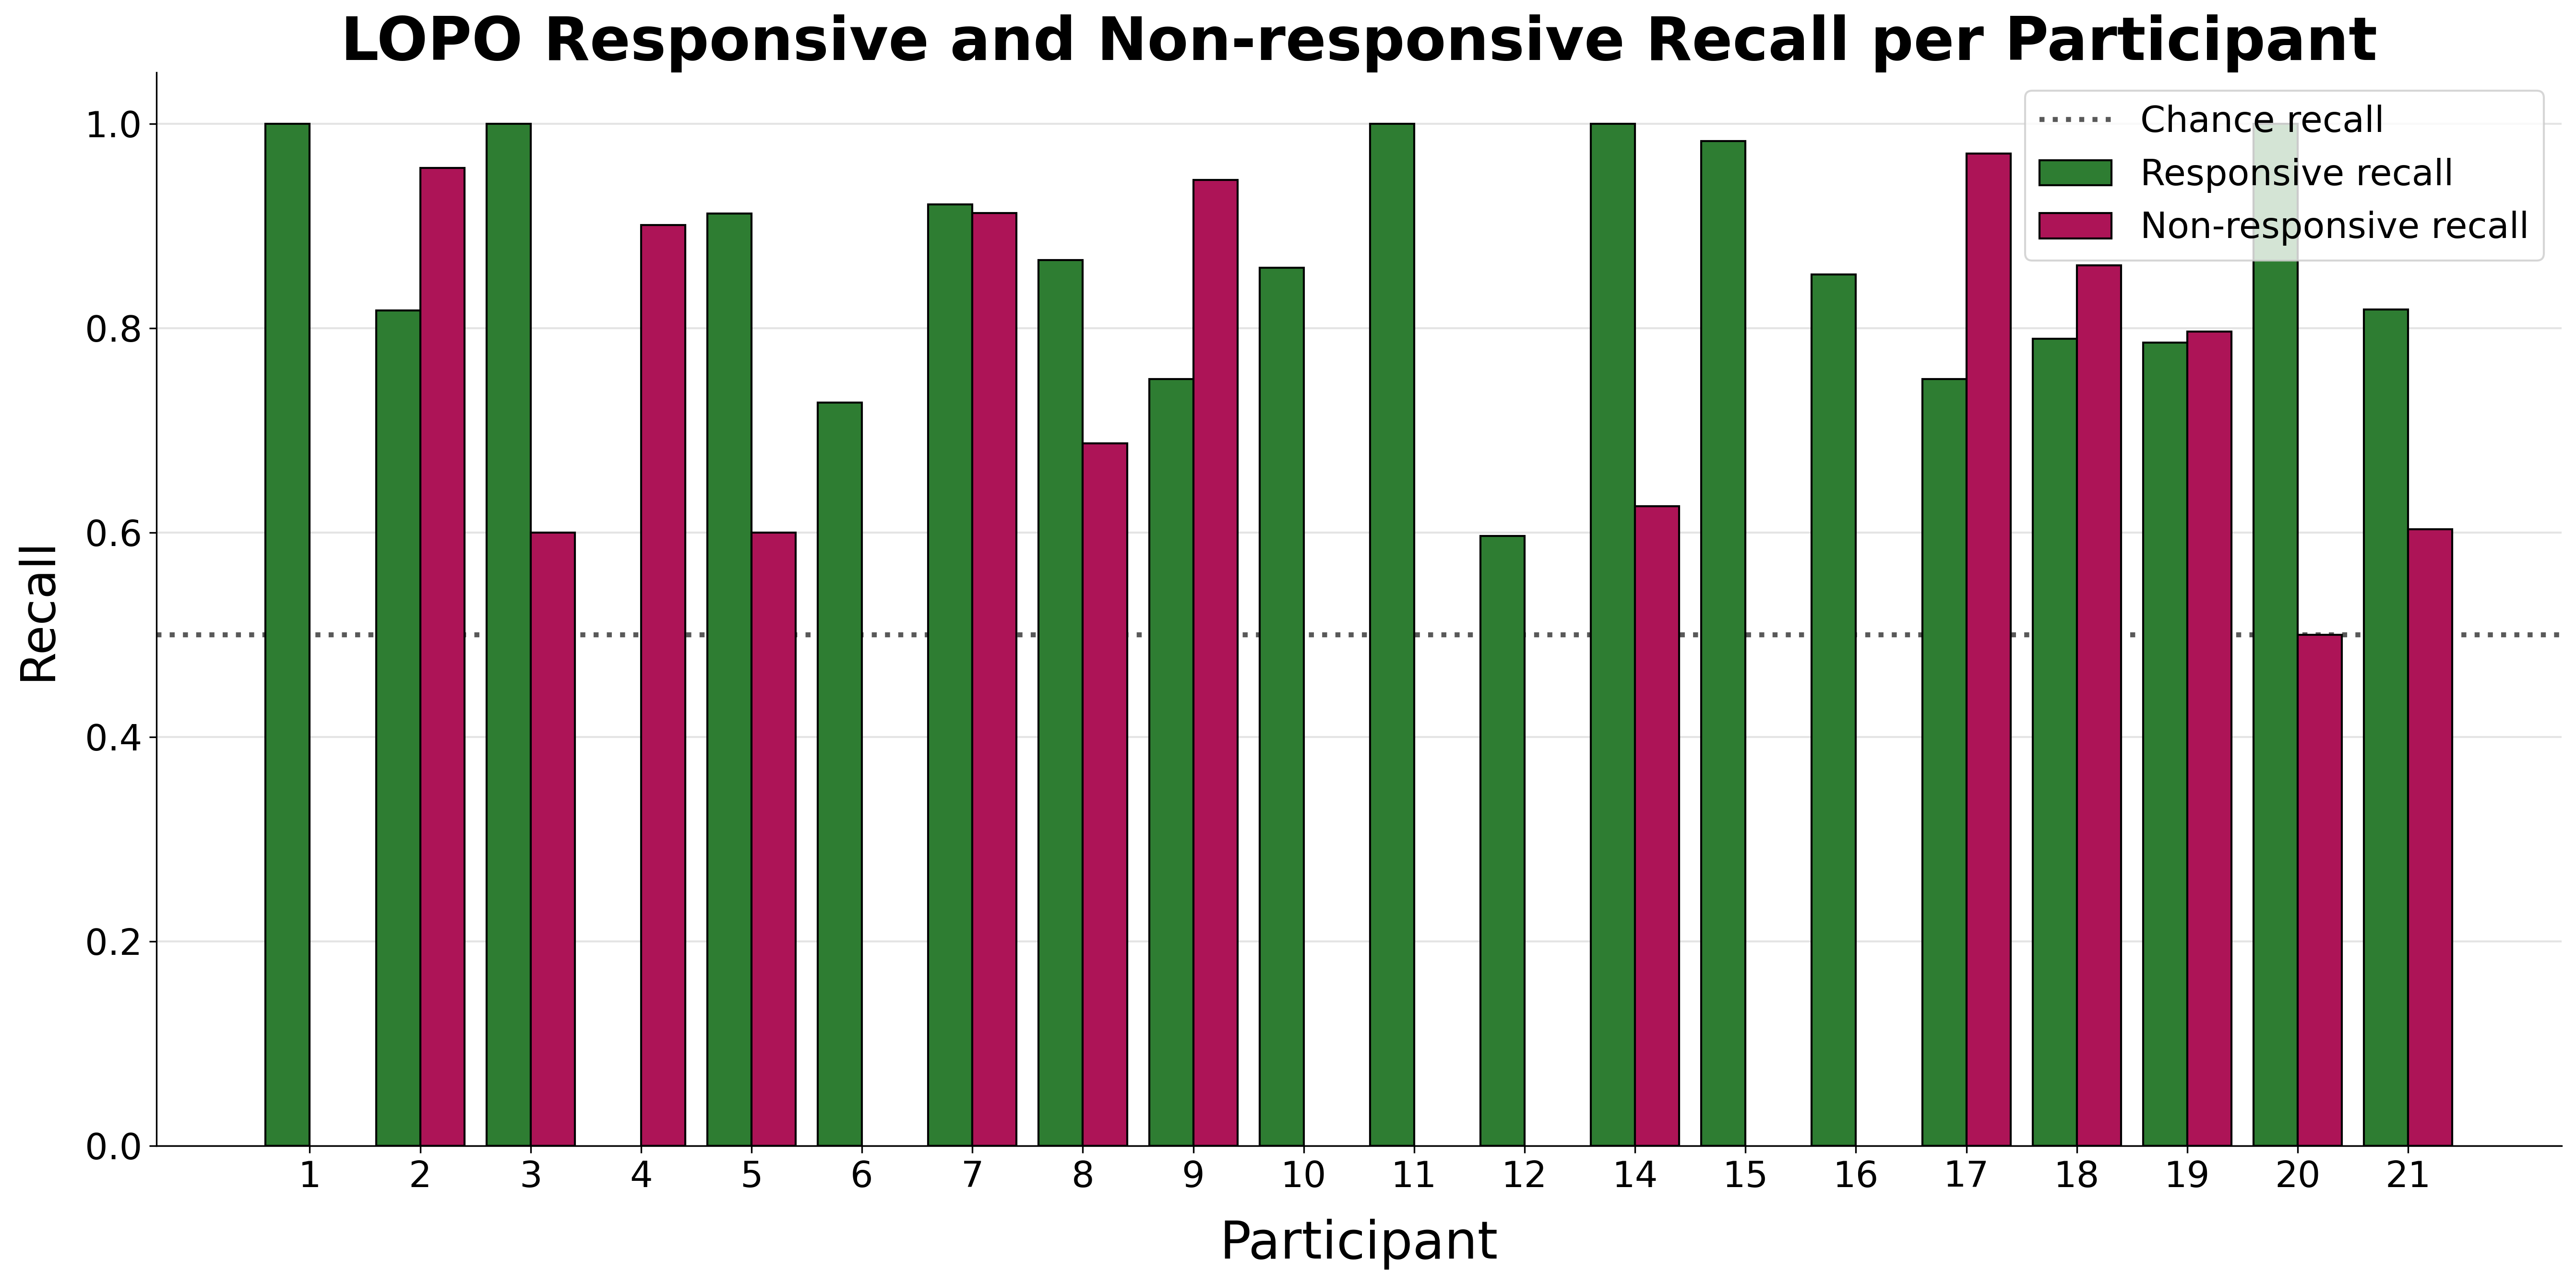 LOPO Responsive and Non-responsive Recall per Participant
Chance recall
Responsive recall
Non-responsive recall
1.0
0.8
0.6
0.4
0.2
0.0
Recall
1 2 3 4 5 6 7 8 9 10 11 12 14 15 16 17 18 19 20 21
Participant